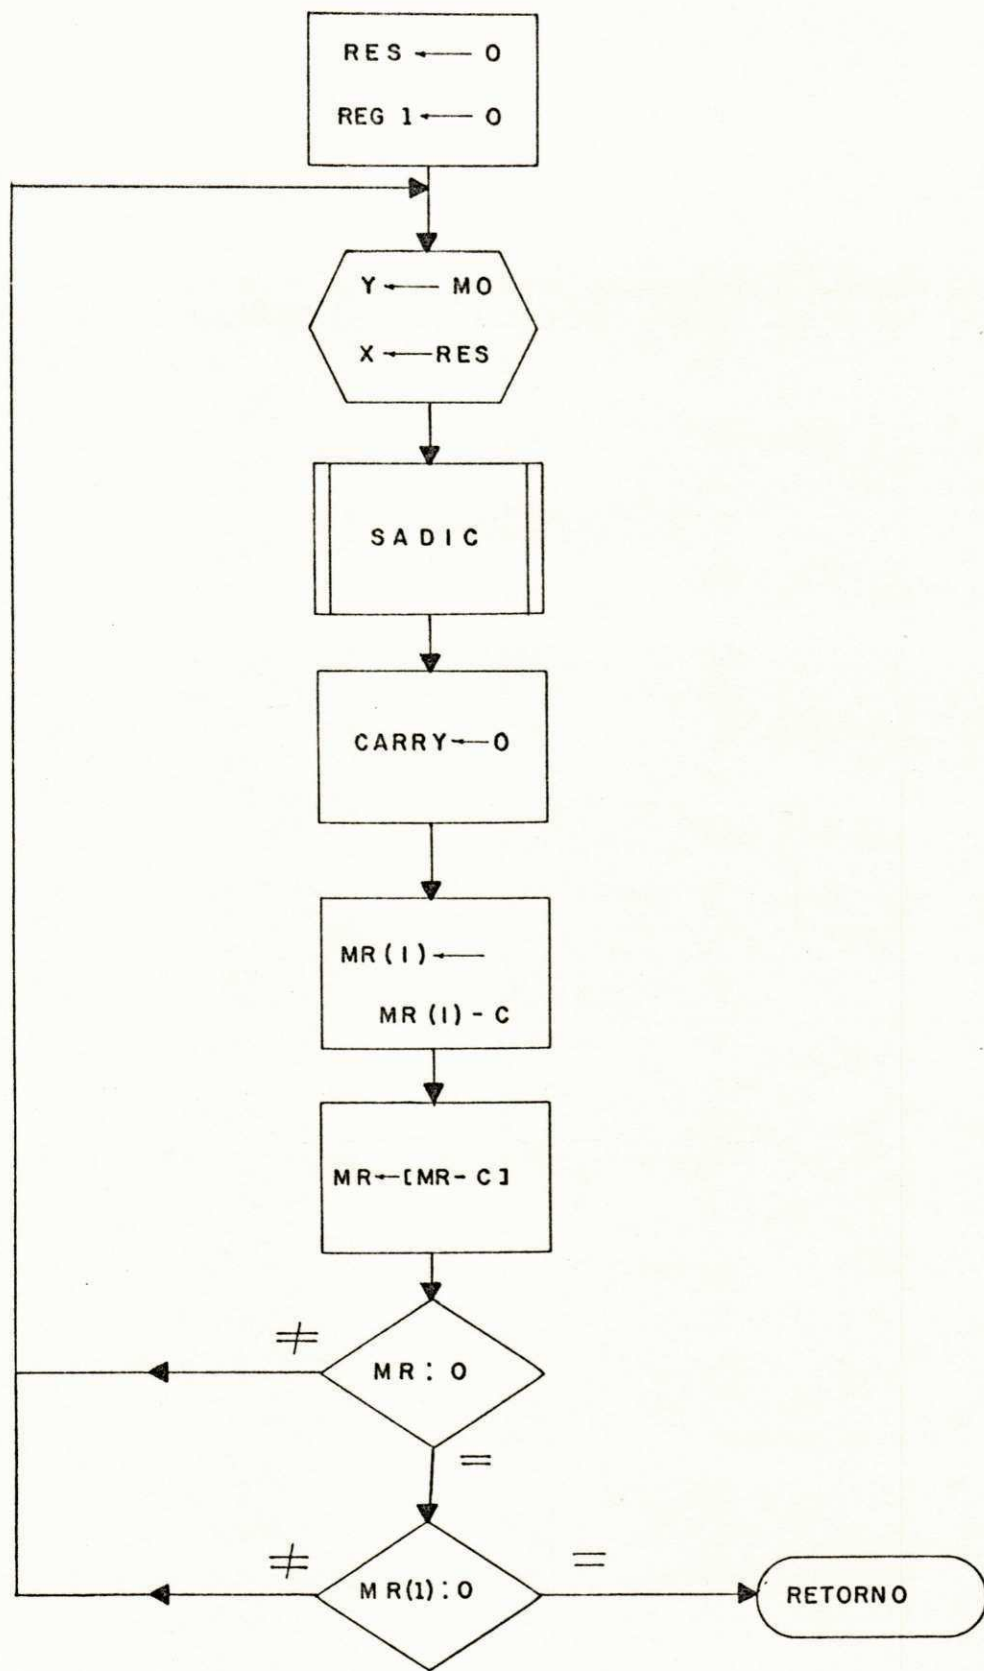 RES ← 0
REG 1 ← 0
Y ← MO
X ← RES
SADIC
CARRY ← 0
MR(1) ←
MR(1) - C
MR ← [MR - C]
≠
MR : 0
=
≠
MR(1) : 0
=
RETORNO